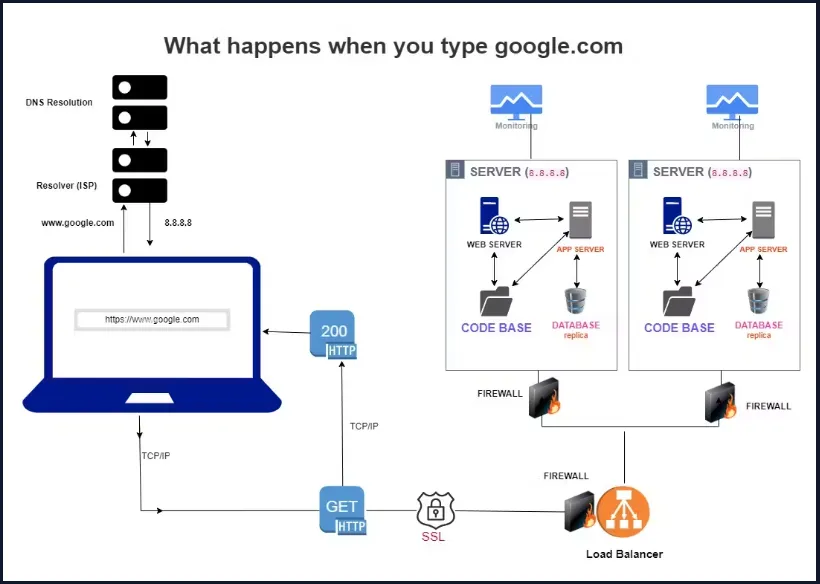 What happens when you type google.com
DNS Resolution
Resolver (ISP)
www.google.com
8.8.8.8
https://www.google.com
200
HTTP
TCP/IP
TCP/IP
GET
HTTP
SSL
Monitoring
SERVER (8.8.8.8)
WEB SERVER
APP SERVER
CODE BASE
DATABASE
replica
FIREWALL
Monitoring
SERVER (8.8.8.8)
WEB SERVER
APP SERVER
CODE BASE
DATABASE
replica
FIREWALL
FIREWALL
Load Balancer